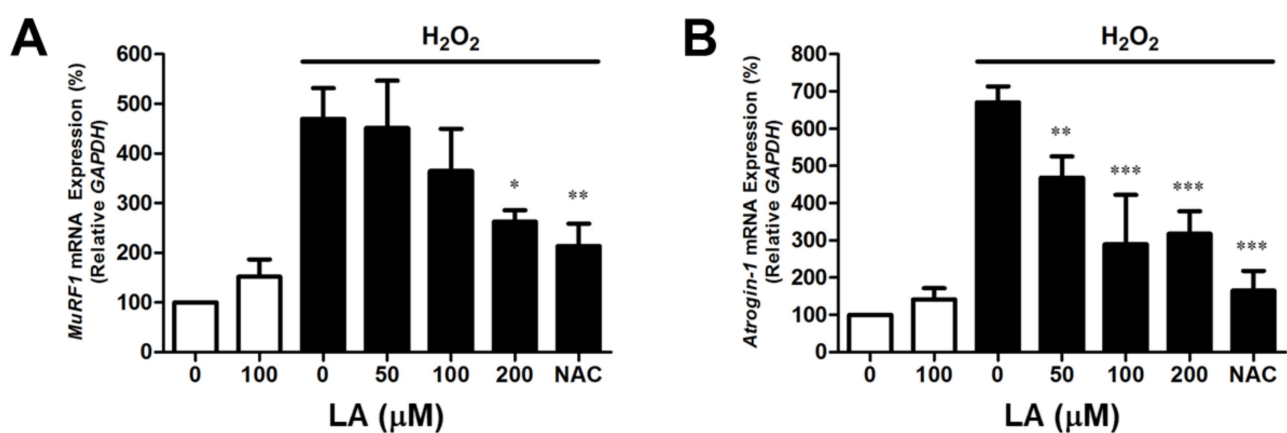 A
MuRF1 mRNA Expression (%)
(Relative GAPDH)
600
500
400
300
200
100
0
H₂O₂
*
**
0 100 0 50 100 200 NAC
LA (μM)
B
Atrogin-1 mRNA Expression (%)
(Relative GAPDH)
800
700
600
500
400
300
200
100
0
H₂O₂
**
***
***
***
0 100 0 50 100 200 NAC
LA (μM)